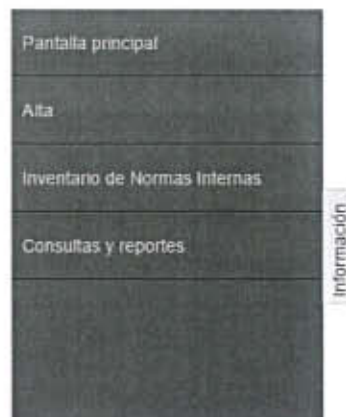 Pantalla principal
Alta
Inventario de Normas Internas
Consultas y reportes
Información